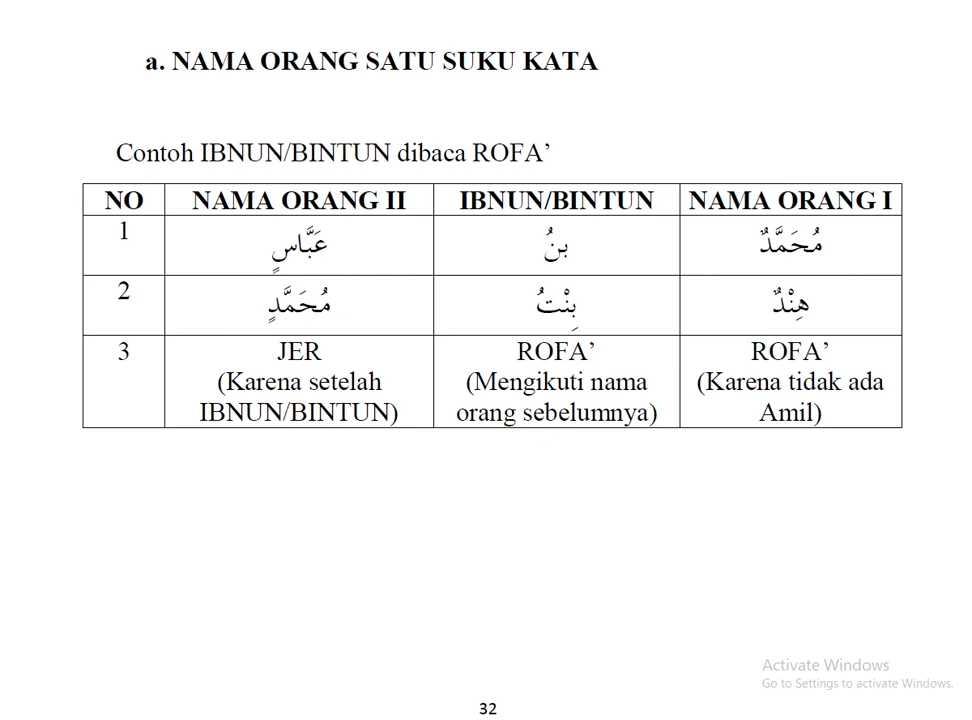 a. NAMA ORANG SATU SUKU KATA
Contoh IBNUN/BINTUN dibaca ROFA’
NO NAMA ORANG II IBNUN/BINTUN NAMA ORANG I
1 عَبَّاسٍ بنُ مُحَمَّدٌ
2 مُحَمَّدٍ بِنْتُ هِنْدٌ
3 JER ROFA’ ROFA’
(Karena setelah (Mengikuti nama (Karena tidak ada
IBNUN/BINTUN) orang sebelumnya) Amil)
Activate Windows
Go to Settings to activate Windows.
32